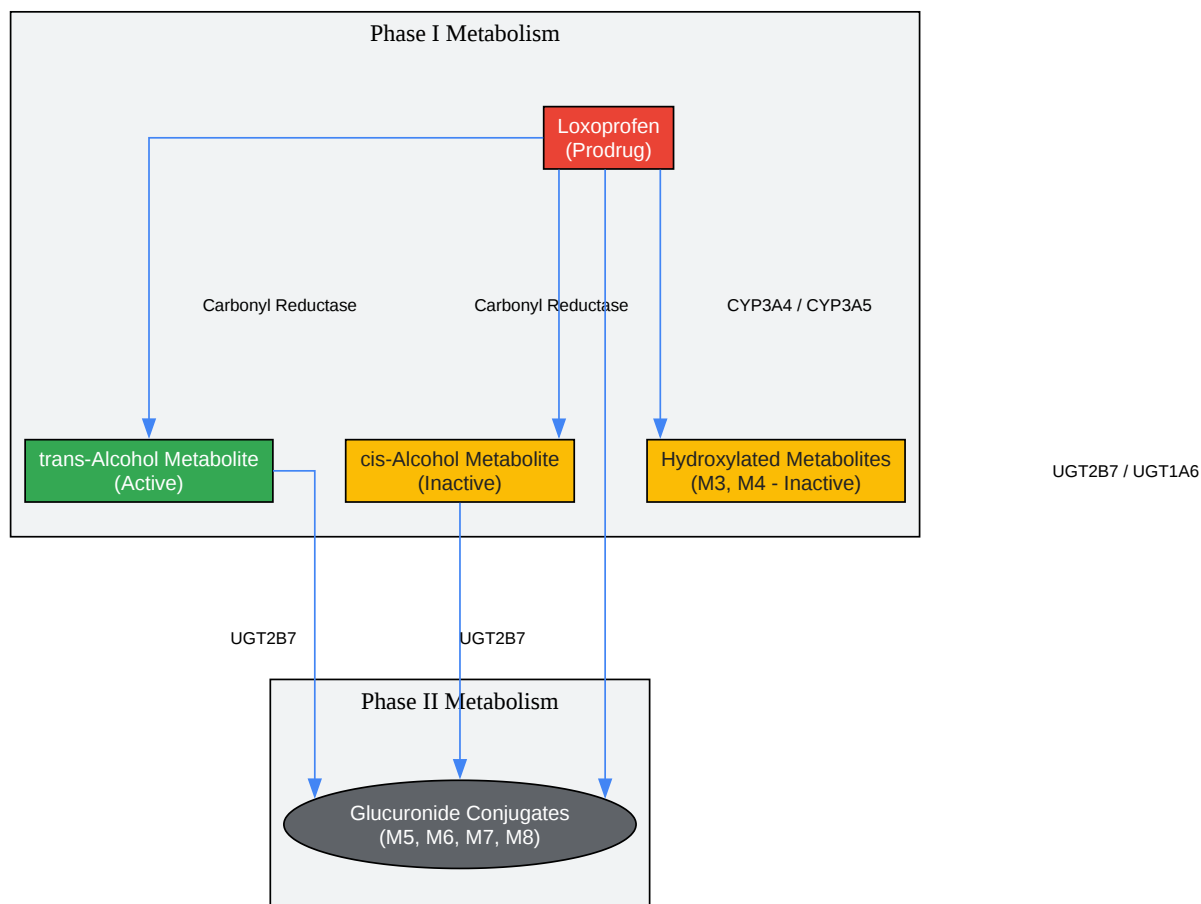 Phase I Metabolism
Loxoprofen
(Prodrug)
Carbonyl Reductase
Carbonyl Reductase
CYP3A4 / CYP3A5
trans-Alcohol Metabolite
(Active)
cis-Alcohol Metabolite
(Inactive)
Hydroxylated Metabolites
(M3, M4 - Inactive)
UGT2B7 / UGT1A6
UGT2B7
UGT2B7
Phase II Metabolism
Glucuronide Conjugates
(M5, M6, M7, M8)